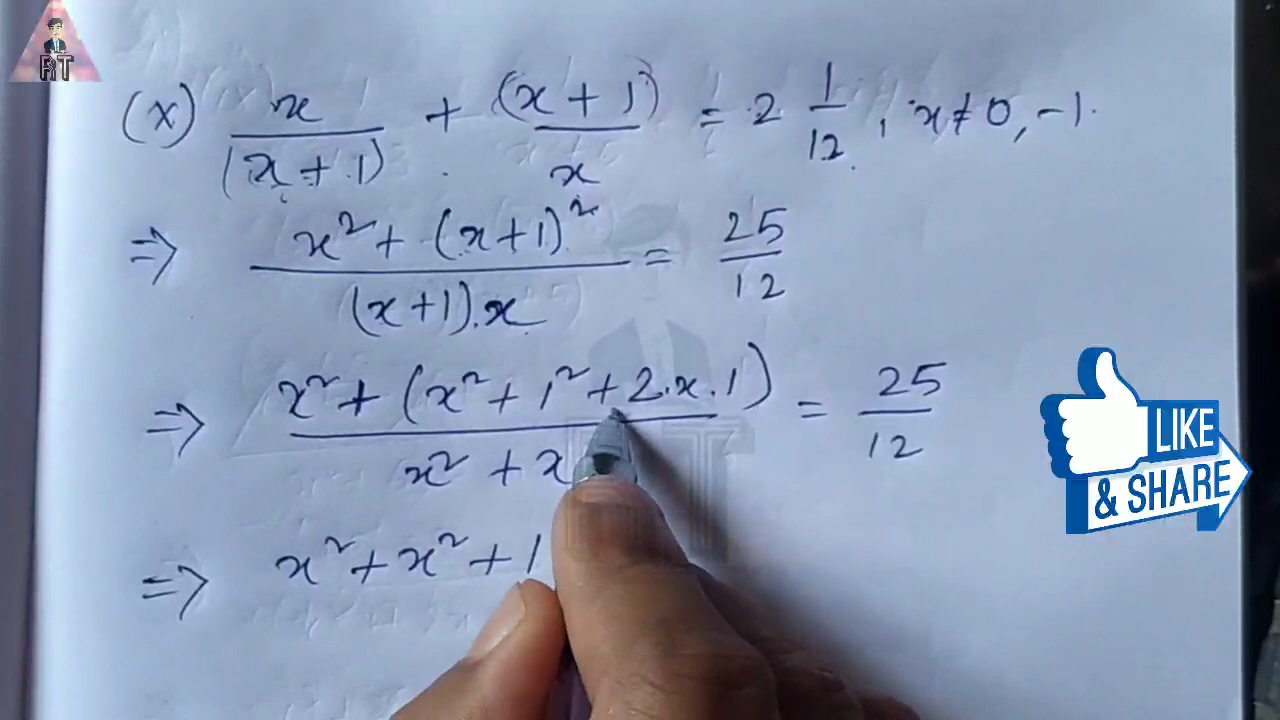 RT
(x) x/(x+1) + (x+1)/x = 2 1/12, x≠0, -1.
⇒ x² + (x+1)² / (x+1).x = 25/12
⇒ x² + (x² + 1² + 2.x.1) / x² + x = 25/12
⇒ x² + x² + 1
LIKE
& SHARE